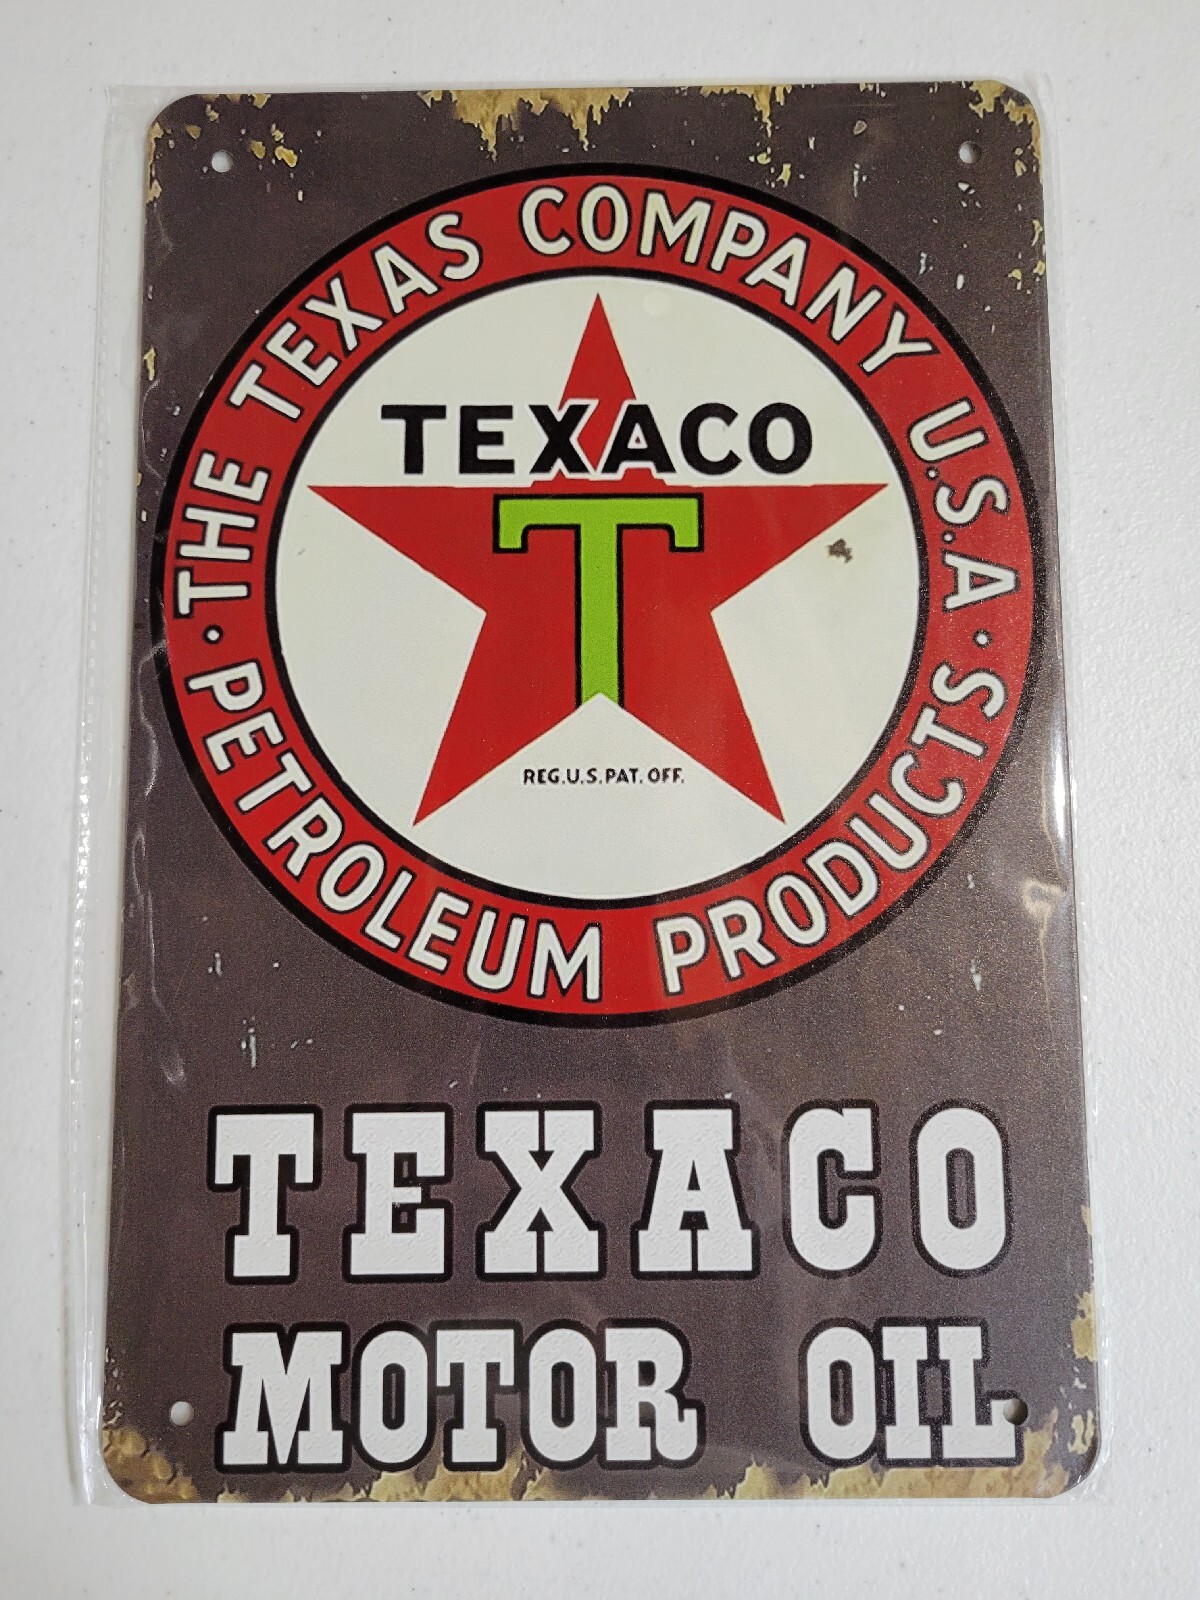 · THE TEXAS COMPANY U.S.A ·
TEXACO
T
REG.U.S.PAT.OFF.
PETROLEUM PRODUCTS
TEXACO
MOTOR OIL